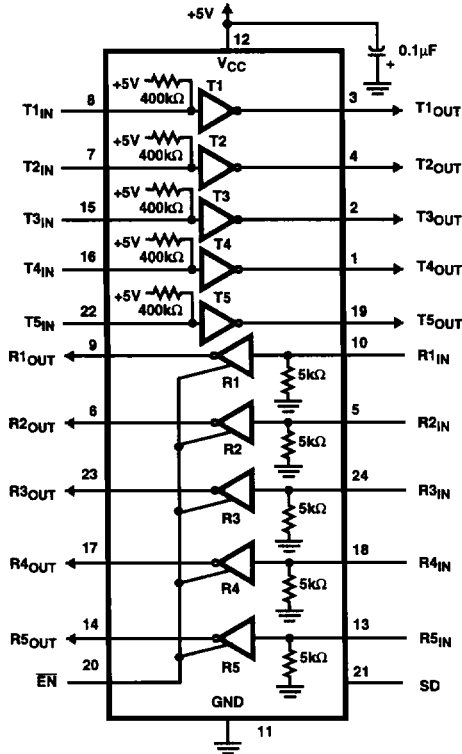 +5V
12
0.1µF
+
VCC
+5V
400kΩ
T1
T1IN
8
3
T1OUT
+5V
400kΩ
T2
T2IN
7
4
T2OUT
+5V
400kΩ
T3
T3IN
15
2
T3OUT
+5V
400kΩ
T4
T4IN
16
1
T4OUT
+5V
400kΩ
T5
T5IN
22
19
T5OUT
R1OUT
9
10
R1IN
R1
5kΩ
R2OUT
6
5
R2IN
R2
5kΩ
R3OUT
23
24
R3IN
R3
5kΩ
R4OUT
17
18
R4IN
R4
5kΩ
R5OUT
14
13
R5IN
R5
5kΩ
EN
20
21
SD
GND
11